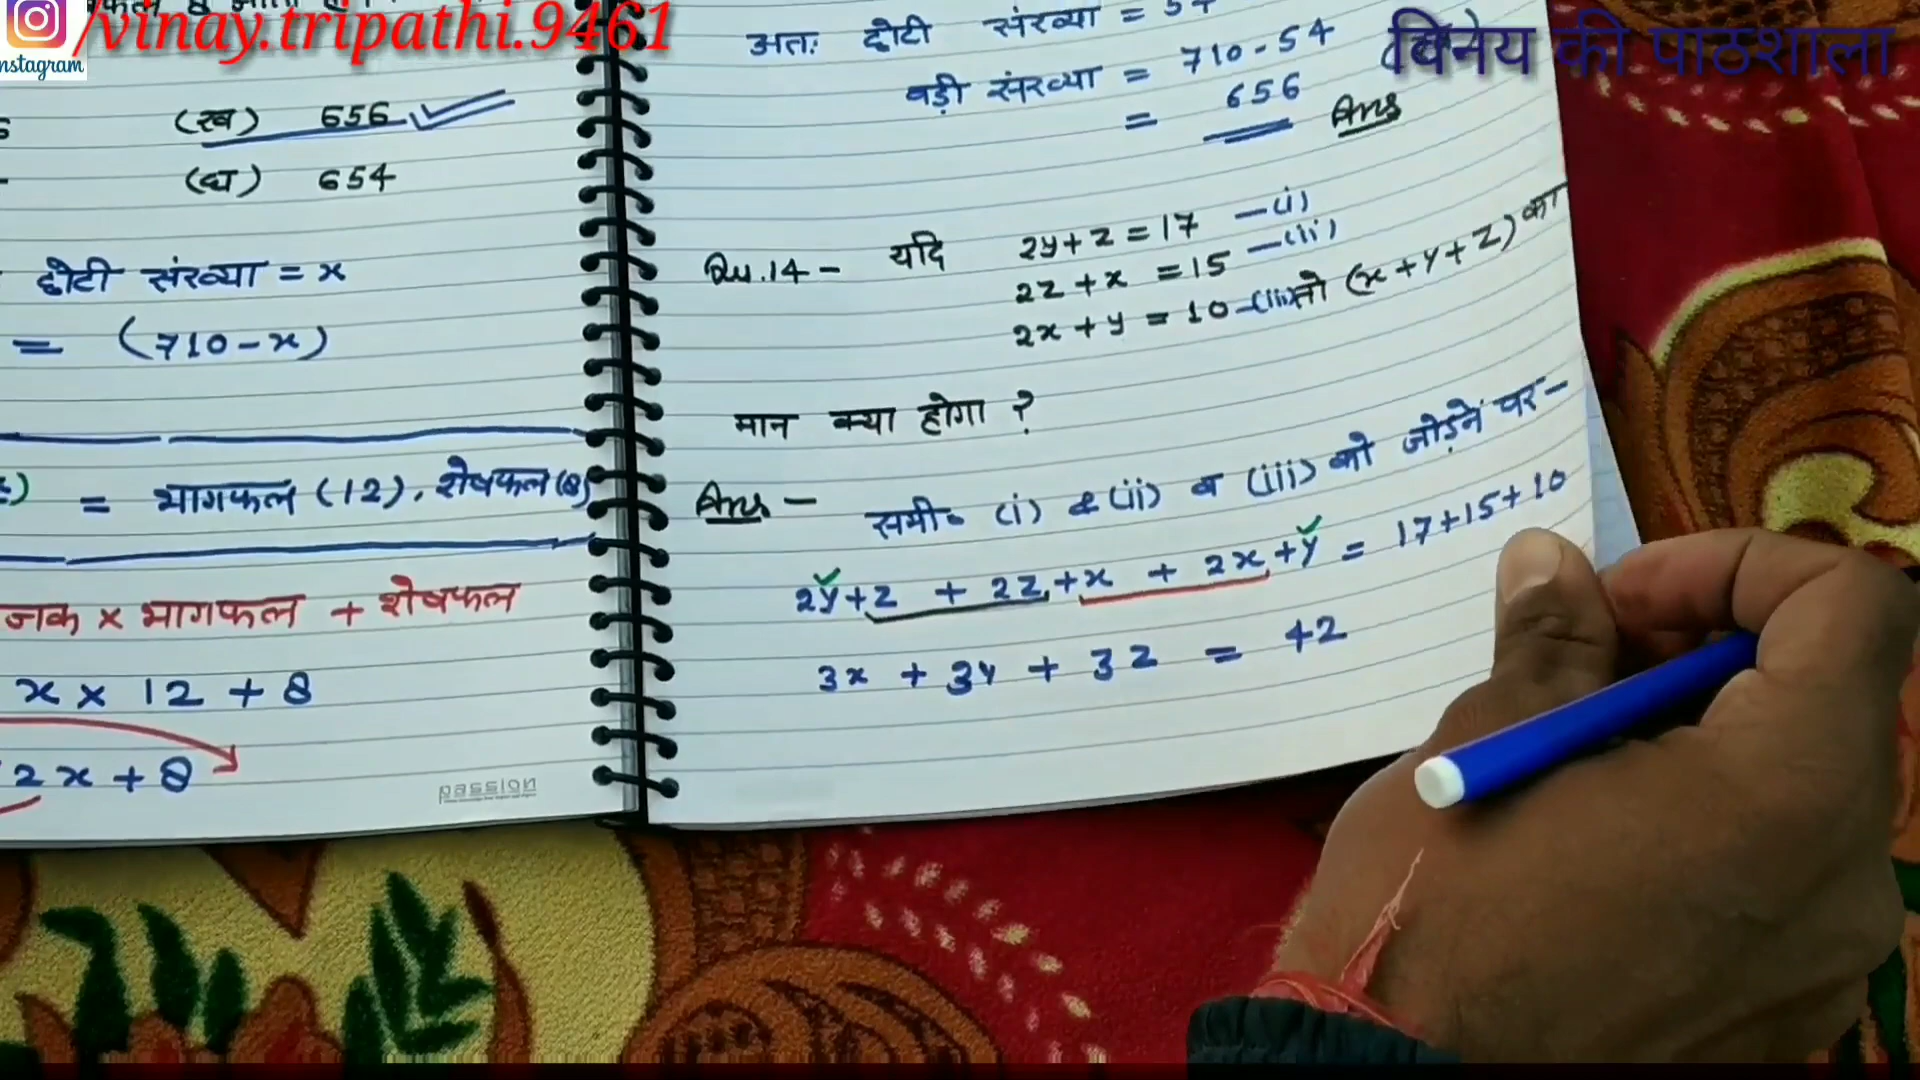 /vinay.tripathi.9461
Instagram
विनेय की पाठशाला
(ख) 656
(घ) 654
छोटी संख्या = x
= (710-x)
= भागफल (12), शेषफल (8)
जक × भागफल + शेषफल
x × 12 + 8
2x + 8
passion
अतः छोटी संख्या = 54
बड़ी संख्या = 710-54
= 656 Ans
Qu.14 - यदि 2y+z = 17 —(i)
2z + x = 15 —(ii)
2x + y = 10 —(iii) तो (x+y+z) का
मान क्या होगा ?
Ans - समी॰ (i) & (ii) व (iii) को जोड़ने पर-
2y+z + 2z+x + 2x+y = 17+15+10
3x + 3y + 3z = 42